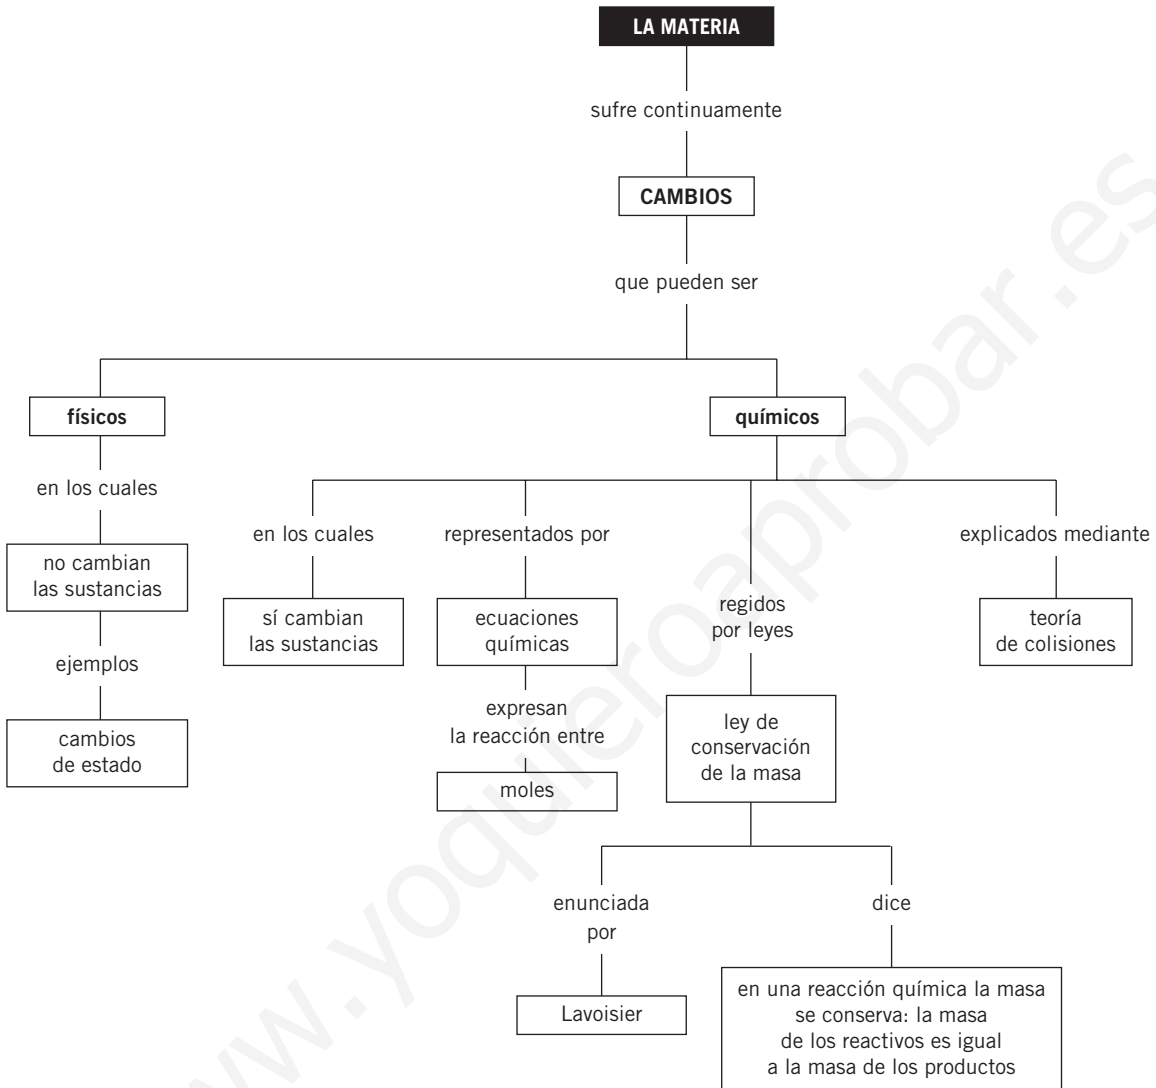 LA MATERIA
sufre continuamente
CAMBIOS
que pueden ser
físicos
químicos
en los cuales
no cambian
las sustancias
ejemplos
cambios
de estado
en los cuales
sí cambian
las sustancias
representados por
ecuaciones
químicas
expresan
la reacción entre
moles
regidos
por leyes
ley de
conservación
de la masa
enunciada
por
Lavoisier
dice
en una reacción química la masa
se conserva: la masa
de los reactivos es igual
a la masa de los productos
explicados mediante
teoría
de colisiones
www.yoquieroaprobar.es